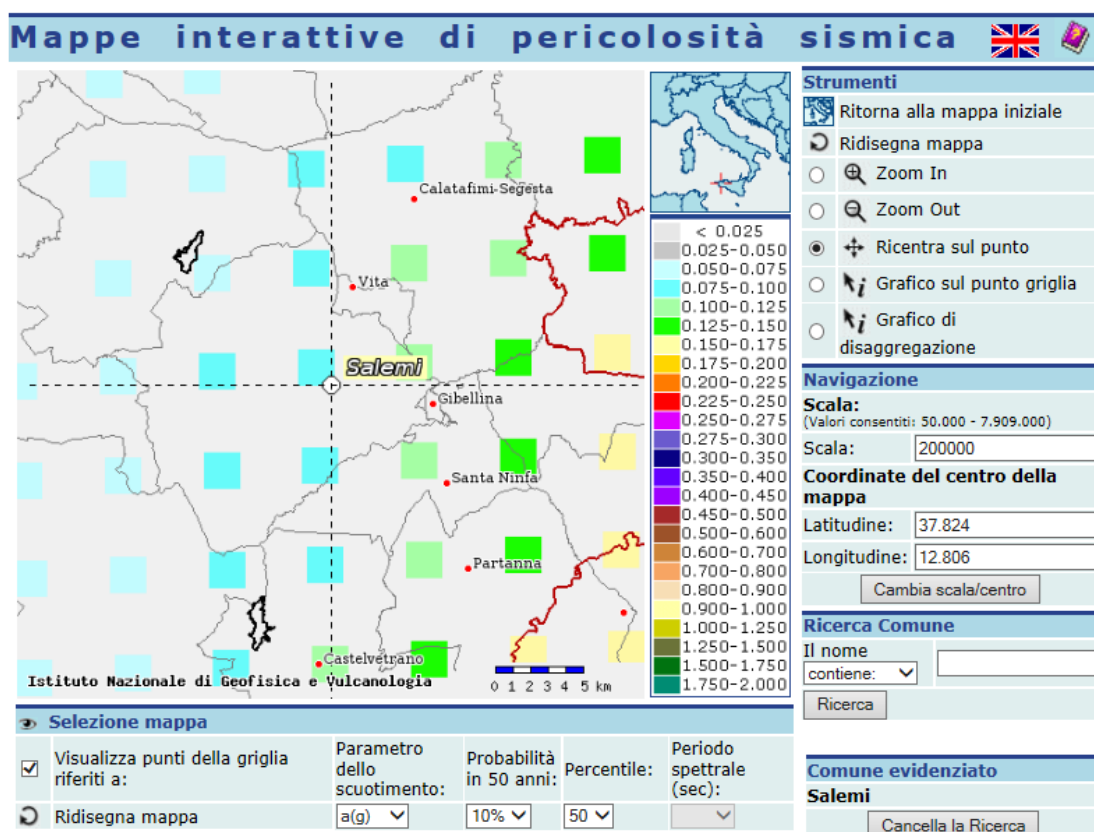 Mappe interattive di pericolosità sismica
Calatafimi-Segesta
Vita
Salemi
Gibellina
Santa Ninfa
Partanna
Castelvetrano
Istituto Nazionale di Geofisica e Vulcanologia
0 1 2 3 4 5 km
< 0.025
0.025-0.050
0.050-0.075
0.075-0.100
0.100-0.125
0.125-0.150
0.150-0.175
0.175-0.200
0.200-0.225
0.225-0.250
0.250-0.275
0.275-0.300
0.300-0.350
0.350-0.400
0.400-0.450
0.450-0.500
0.500-0.600
0.600-0.700
0.700-0.800
0.800-0.900
0.900-1.000
1.000-1.250
1.250-1.500
1.500-1.750
1.750-2.000
Strumenti
Ritorna alla mappa iniziale
Ridisegna mappa
Zoom In
Zoom Out
Ricentra sul punto
Grafico sul punto griglia
Grafico di
disaggregazione
Navigazione
Scala:
(Valori consentiti: 50.000 - 7.909.000)
Scala: 200000
Coordinate del centro della
mappa
Latitudine: 37.824
Longitudine: 12.806
Cambia scala/centro
Ricerca Comune
Il nome
contiene:
Ricerca
Comune evidenziato
Salemi
Cancella la Ricerca
Selezione mappa
Visualizza punti della griglia
riferiti a:
Parametro
dello
scuotimento:
Probabilità
in 50 anni:
Percentile:
Periodo
spettrale
(sec):
Ridisegna mappa
a(g)
10%
50